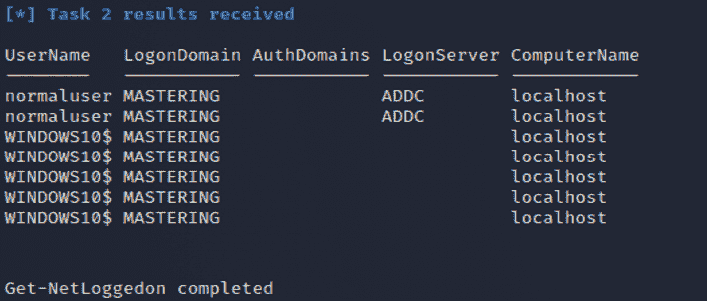 [*] Task 2 results received
UserName LogonDomain AuthDomains LogonServer ComputerName
normaluser MASTERING ADDC localhost
normaluser MASTERING ADDC localhost
WINDOWS10$ MASTERING localhost
WINDOWS10$ MASTERING localhost
WINDOWS10$ MASTERING localhost
WINDOWS10$ MASTERING localhost
WINDOWS10$ MASTERING localhost
Get-NetLoggedon completed